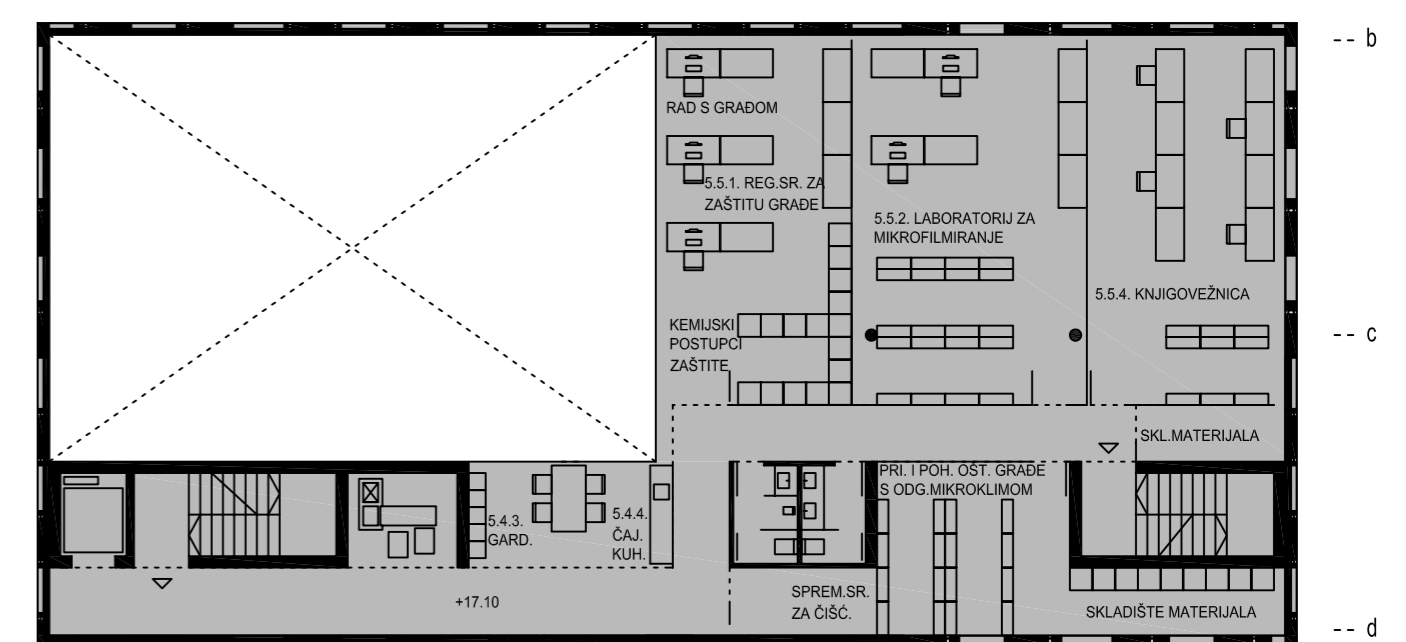 -- b
RAD S GRAĐOM
5.5.1. REG.SR. ZA
ZAŠTITU GRAĐE
5.5.2. LABORATORIJ ZA
MIKROFILMIRANJE
5.5.4. KNJIGOVEŽNICA
KEMIJSKI
POSTUPCI
ZAŠTITE
-- c
SKL.MATERIJALA
PRI. I POH. OŠT. GRAĐE
S ODG.MIKROKLIMOM
5.4.3.
GARD.
5.4.4.
ČAJ.
KUH.
+17.10
SPREM.SR.
ZA ČIŠĆ.
SKLADIŠTE MATERIJALA
-- d